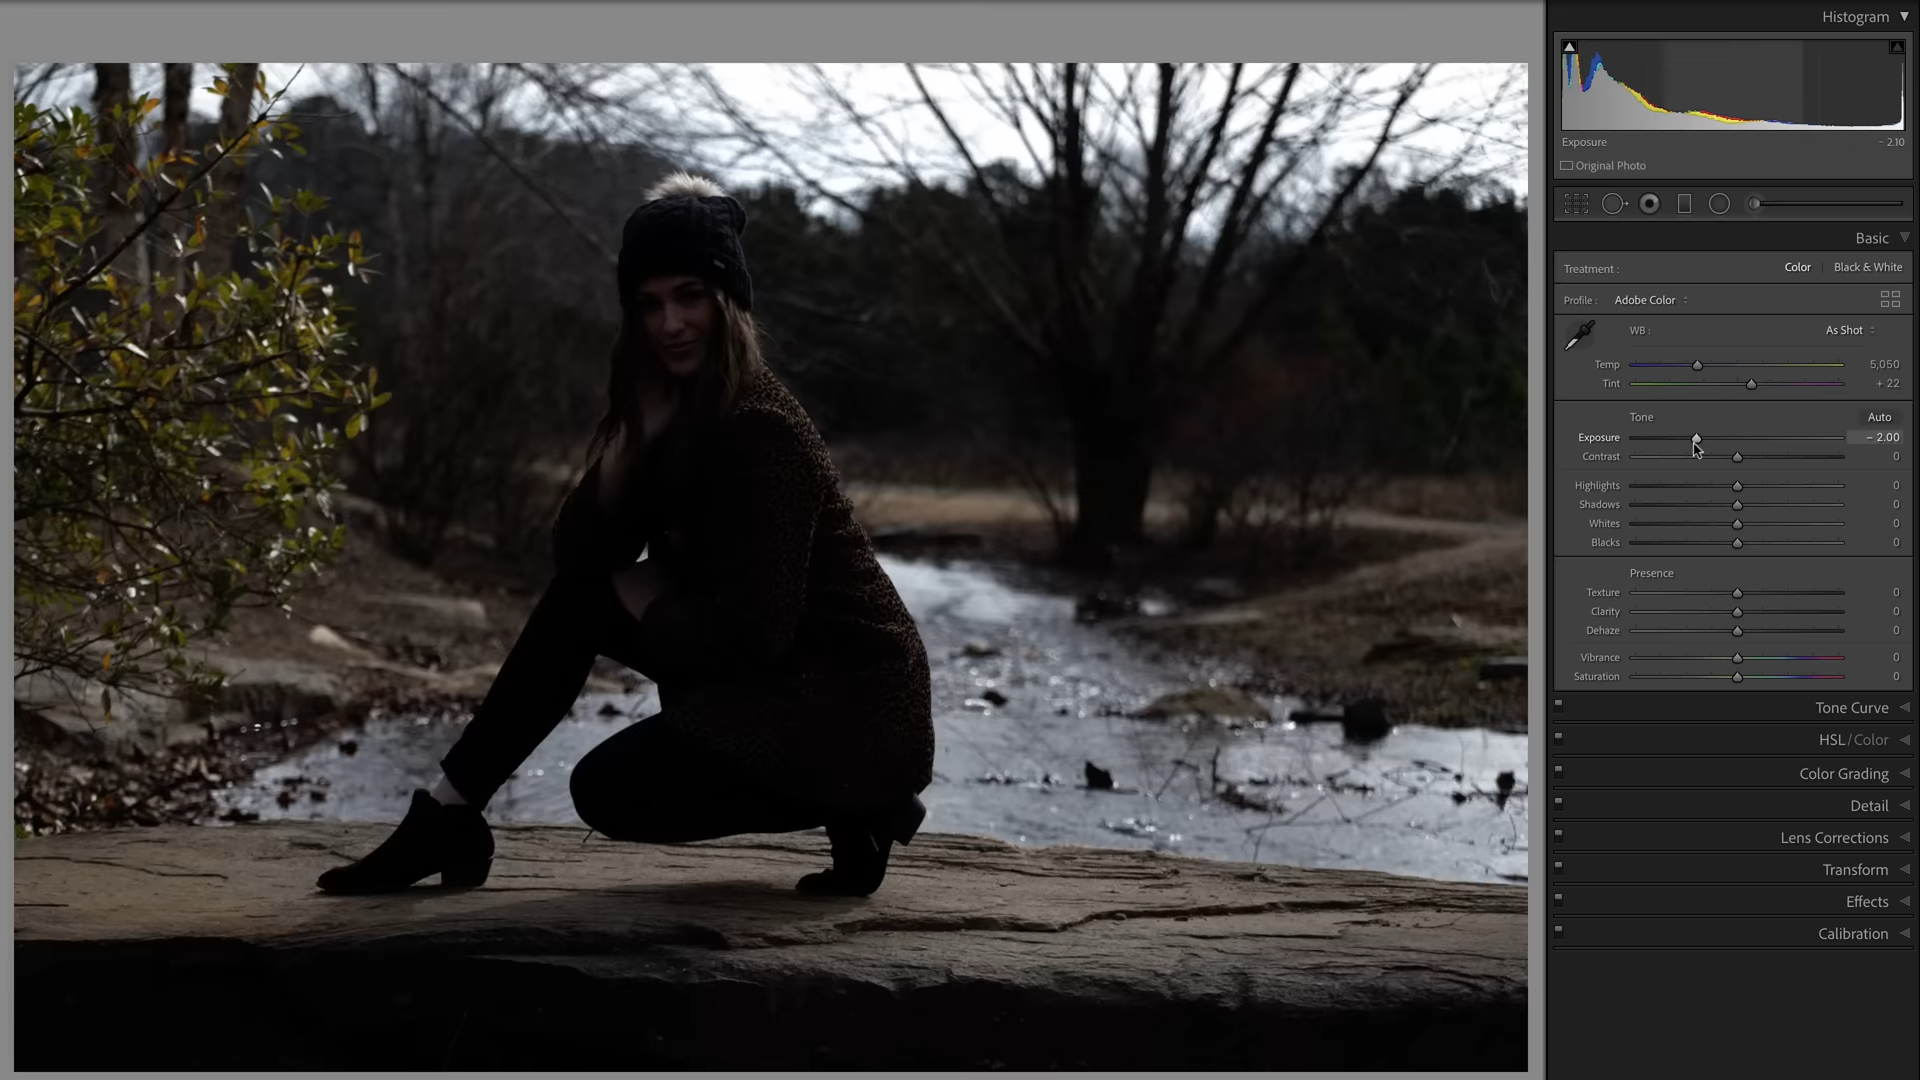 Histogram
Exposure - 2.10
Original Photo
Basic
Treatment : Color Black & White
Profile : Adobe Color
WB : As Shot
Temp 5,050
Tint + 22
Tone Auto
Exposure – 2.00
Contrast 0
Highlights 0
Shadows 0
Whites 0
Blacks 0
Presence
Texture 0
Clarity 0
Dehaze 0
Vibrance 0
Saturation 0
Tone Curve
HSL / Color
Color Grading
Detail
Lens Corrections
Transform
Effects
Calibration